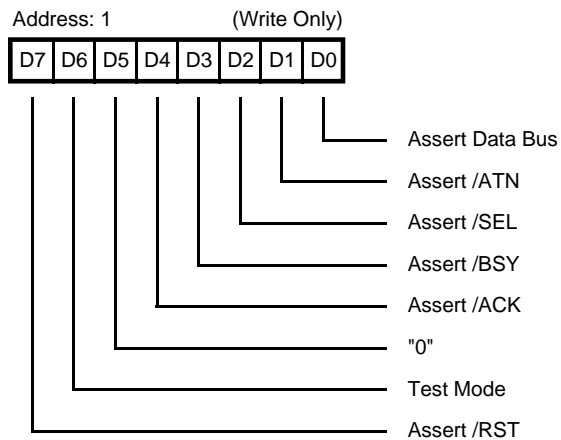 Address: 1 (Write Only)
D7 D6 D5 D4 D3 D2 D1 D0
Assert Data Bus
Assert /ATN
Assert /SEL
Assert /BSY
Assert /ACK
"0"
Test Mode
Assert /RST